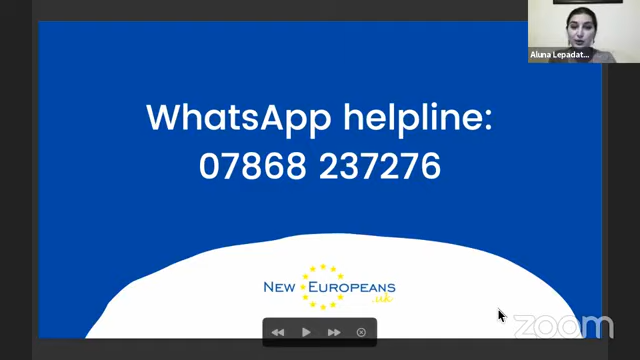 Aluna Lepadat...
WhatsApp helpline:
07868 237276
NEW EUROPEANS
.uk
zoom